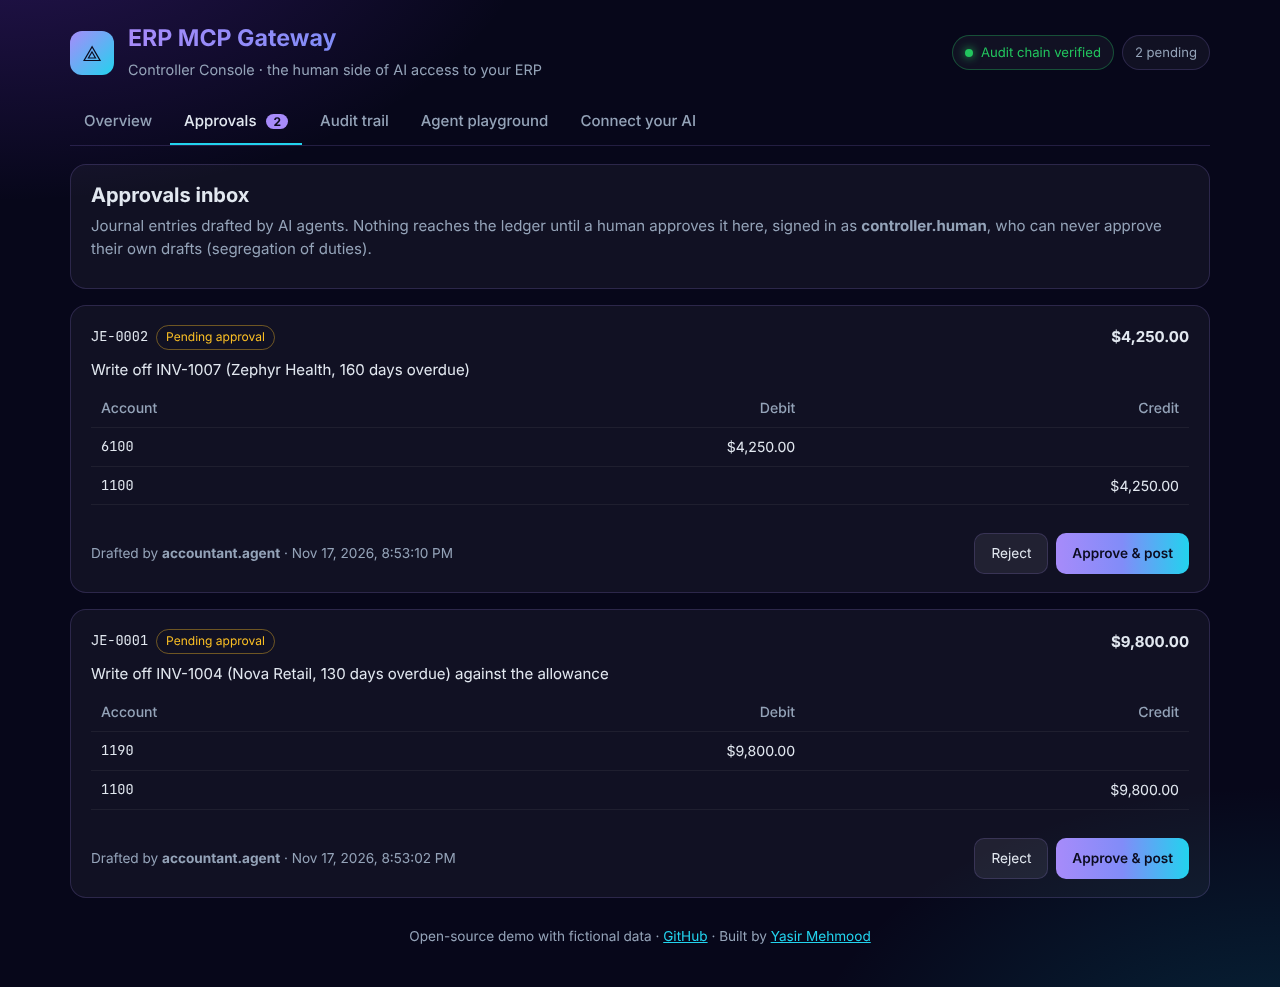 ERP MCP Gateway
Controller Console · the human side of AI access to your ERP
Audit chain verified
2 pending
Overview
Approvals 2
Audit trail
Agent playground
Connect your AI
Approvals inbox
Journal entries drafted by AI agents. Nothing reaches the ledger until a human approves it here, signed in as controller.human, who can never approve
their own drafts (segregation of duties).
JE-0002 Pending approval $4,250.00
Write off INV-1007 (Zephyr Health, 160 days overdue)
Account Debit Credit
6100 $4,250.00
1100 $4,250.00
Drafted by accountant.agent · Nov 17, 2026, 8:53:10 PM
Reject
Approve & post
JE-0001 Pending approval $9,800.00
Write off INV-1004 (Nova Retail, 130 days overdue) against the allowance
Account Debit Credit
1190 $9,800.00
1100 $9,800.00
Drafted by accountant.agent · Nov 17, 2026, 8:53:02 PM
Reject
Approve & post
Open-source demo with fictional data · GitHub · Built by Yasir Mehmood